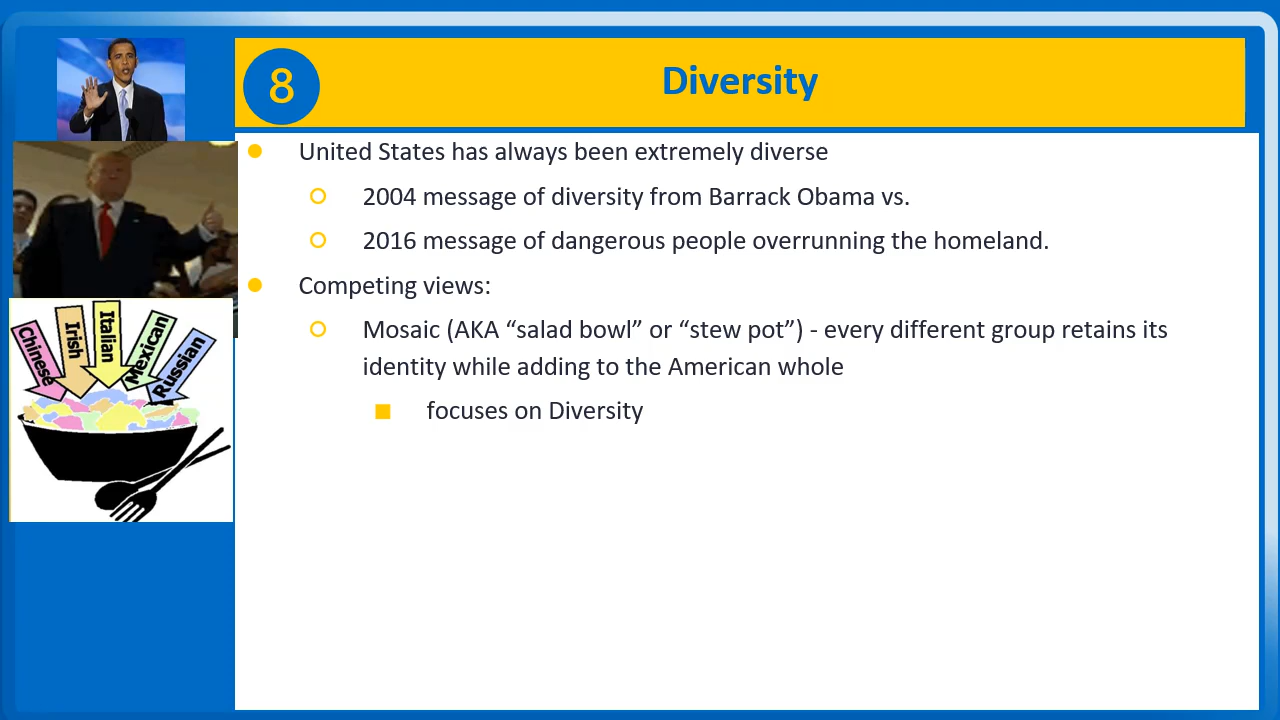 8
Diversity
United States has always been extremely diverse
2004 message of diversity from Barrack Obama vs.
2016 message of dangerous people overrunning the homeland.
Competing views:
Mosaic (AKA “salad bowl” or “stew pot”) - every different group retains its
identity while adding to the American whole
focuses on Diversity
Chinese
Irish
Italian
Mexican
Russian